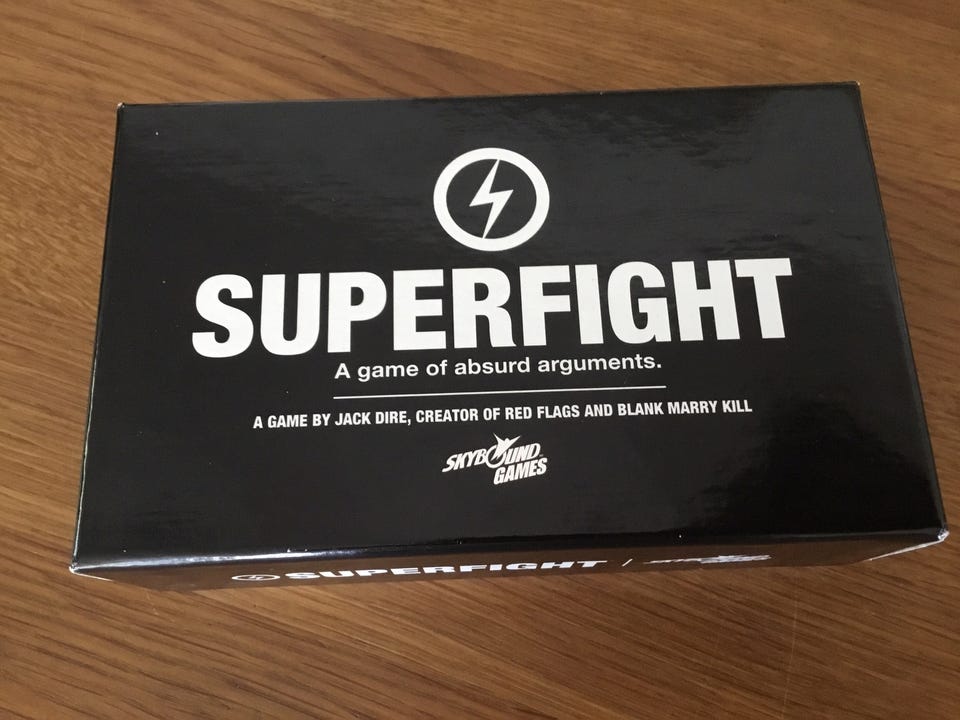 SUPERFIGHT
A game of absurd arguments.
A GAME BY JACK DIRE, CREATOR OF RED FLAGS AND BLANK MARRY KILL
SKYBOUND
GAMES
SUPERFIGHT /